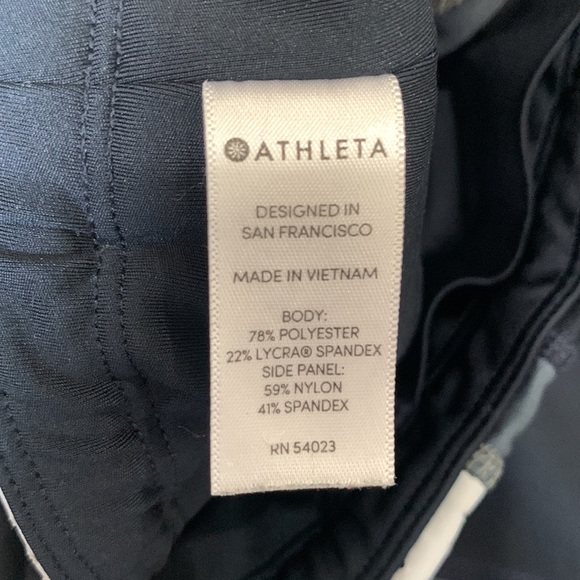 ATHLETA
DESIGNED IN
SAN FRANCISCO
MADE IN VIETNAM
BODY:
78% POLYESTER
22% LYCRA® SPANDEX
SIDE PANEL:
59% NYLON
41% SPANDEX
RN 54023